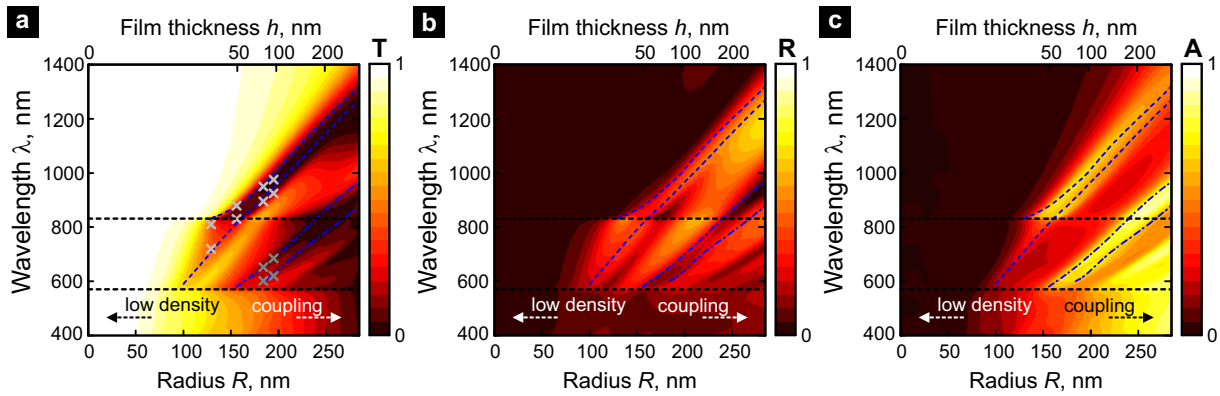 a
Film thickness h, nm
0 50 100 200
T
Wavelength λ, nm
1400
1200
1000
800
600
400
1
0
low density
coupling
0 50 100 150 200 250
Radius R, nm
b
Film thickness h, nm
0 50 100 200
R
1400
1200
1000
800
600
400
1
0
low density
coupling
0 50 100 150 200 250
Radius R, nm
c
Film thickness h, nm
0 50 100 200
A
Wavelength λ, nm
1400
1200
1000
800
600
400
1
0
low density
coupling
0 50 100 150 200 250
Radius R, nm